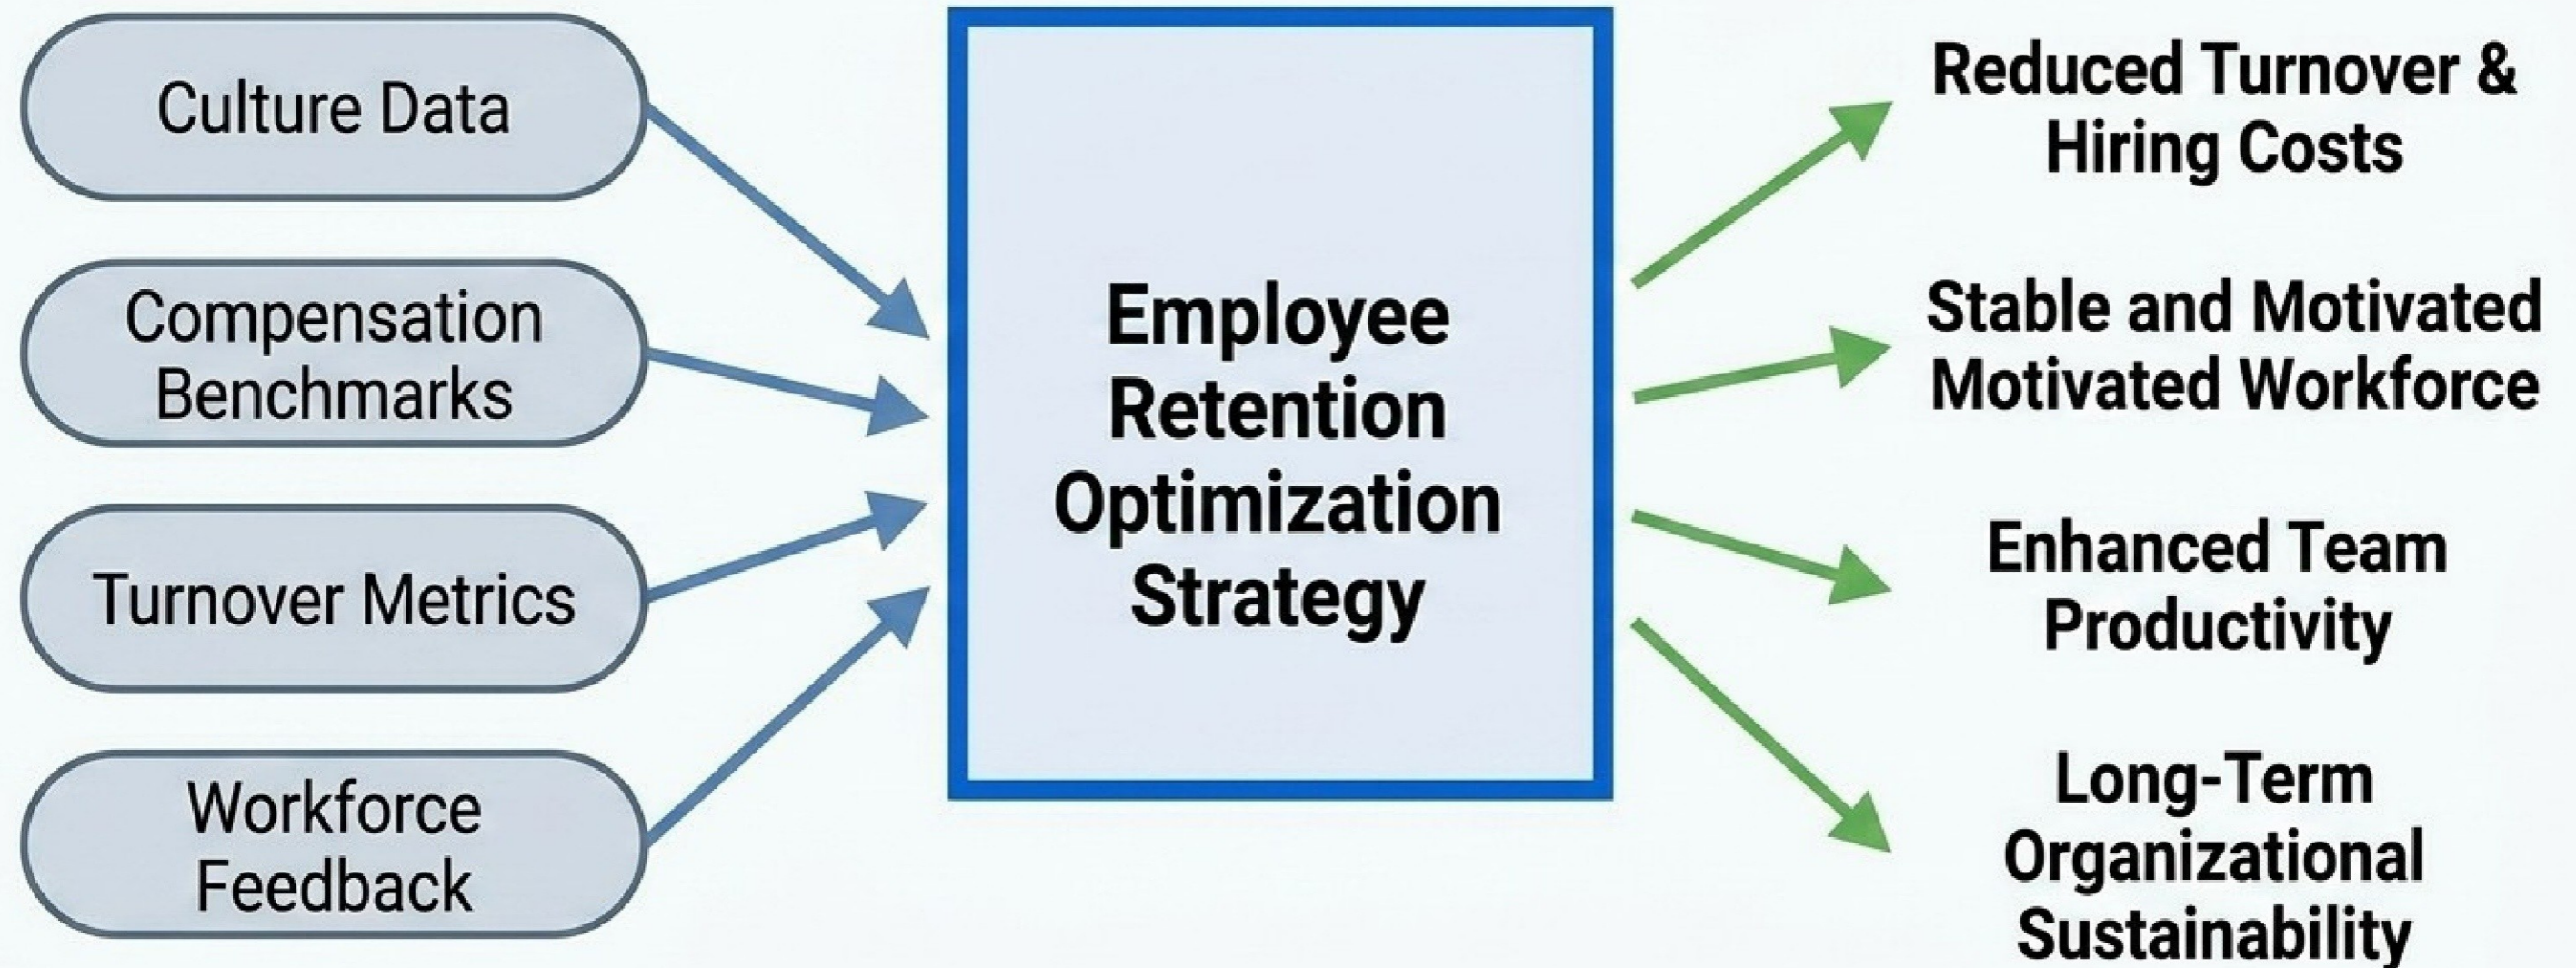 Culture Data
Compensation
Benchmarks
Turnover Metrics
Workforce
Feedback
Employee
Retention
Optimization
Strategy
Reduced Turnover &
Hiring Costs
Stable and Motivated
Motivated Workforce
Enhanced Team
Productivity
Long-Term
Organizational
Sustainability